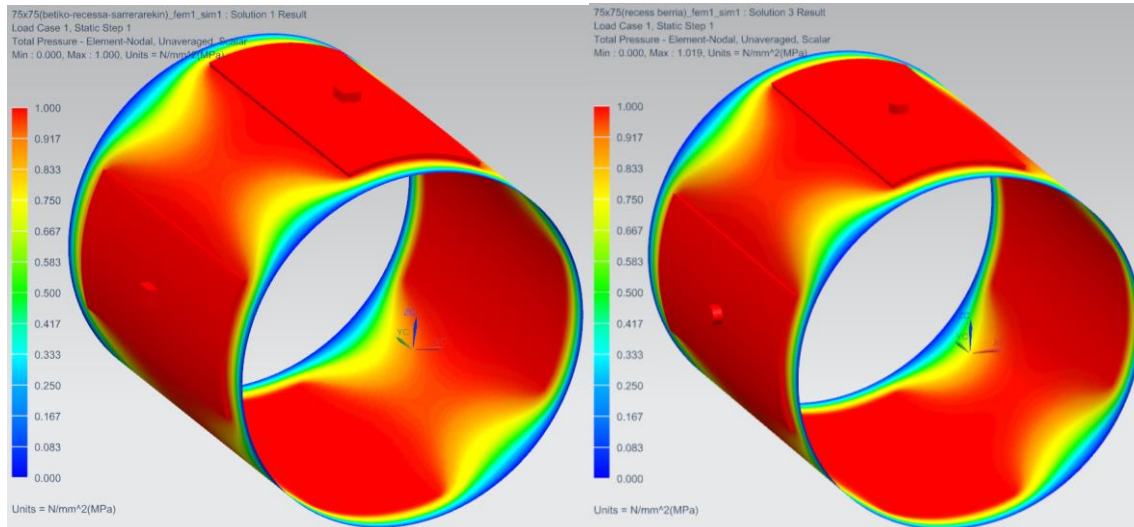 75x75(betiko-recessa-sarrerarekin)_fem1_sim1 : Solution 1 Result
Load Case 1, Static Step 1
Total Pressure - Element-Nodal, Unaveraged, Scalar
Min : 0.000, Max : 1.000, Units = N/mm^2(MPa)
1.000
0.917
0.833
0.750
0.667
0.583
0.500
0.417
0.333
0.250
0.167
0.083
0.000
Units = N/mm^2(MPa)
YC
75x75(recess berria)_fem1_sim1 : Solution 3 Result
Load Case 1, Static Step 1
Total Pressure - Element-Nodal, Unaveraged, Scalar
Min : 0.000, Max : 1.019, Units = N/mm^2(MPa)
1.000
0.917
0.833
0.750
0.667
0.583
0.500
0.417
0.333
0.250
0.167
0.083
0.000
Units = N/mm^2(MPa)